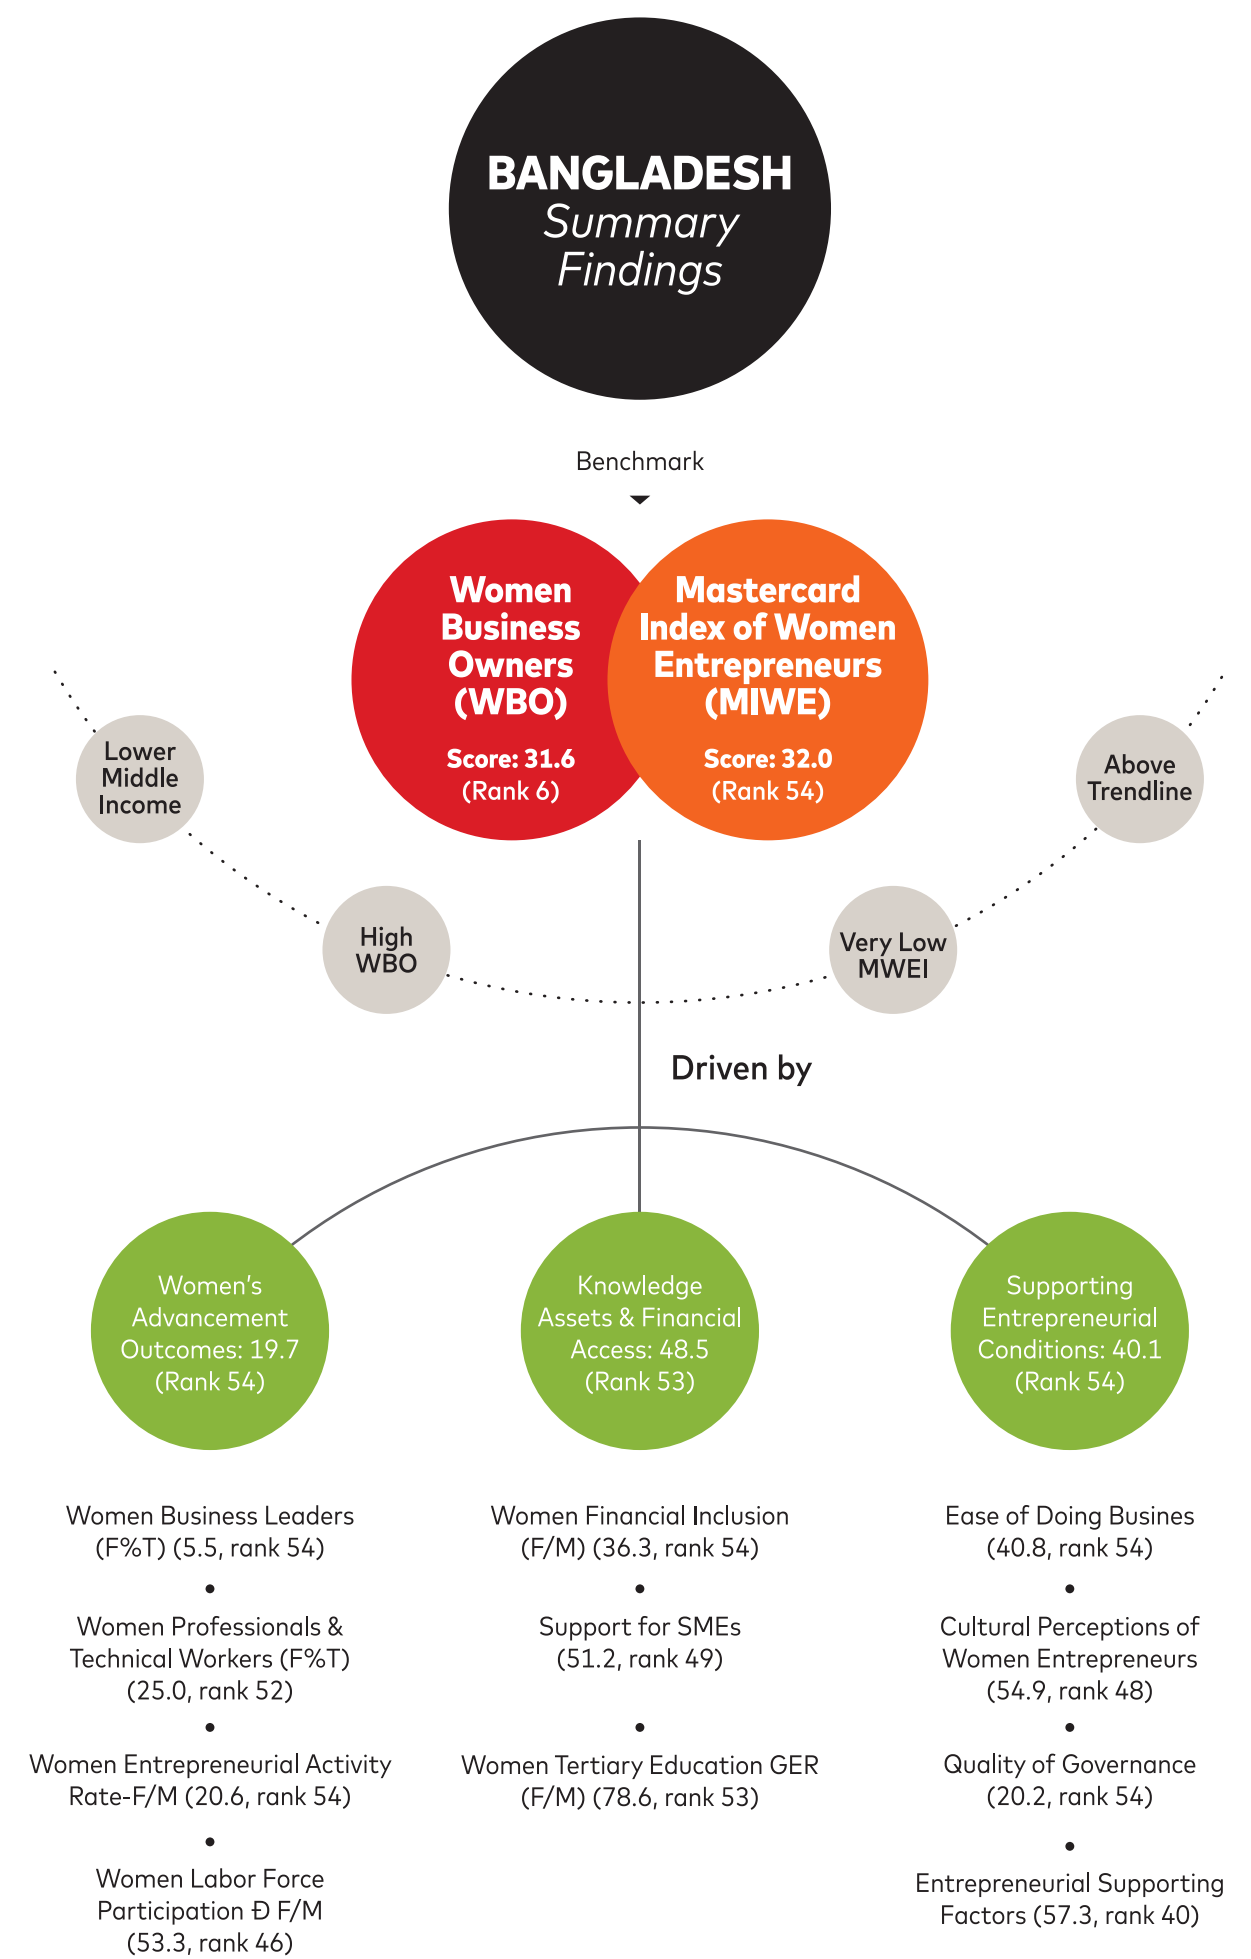 BANGLADESH
Summary
Findings
Benchmark
Women
Business
Owners
(WBO)
Score: 31.6
(Rank 6)
Mastercard
Index of Women
Entrepreneurs
(MIWE)
Score: 32.0
(Rank 54)
Lower
Middle
Income
High
WBO
Very Low
MWEI
Above
Trendline
Driven by
Women's
Advancement
Outcomes: 19.7
(Rank 54)
Women Business Leaders
(F%T) (5.5, rank 54)
•
Women Professionals &
Technical Workers (F%T)
(25.0, rank 52)
•
Women Entrepreneurial Activity
Rate-F/M (20.6, rank 54)
•
Women Labor Force
Participation Đ F/M
(53.3, rank 46)
Knowledge
Assets & Financial
Access: 48.5
(Rank 53)
Women Financial Inclusion
(F/M) (36.3, rank 54)
•
Support for SMEs
(51.2, rank 49)
•
Women Tertiary Education GER
(F/M) (78.6, rank 53)
Supporting
Entrepreneurial
Conditions: 40.1
(Rank 54)
Ease of Doing Busines
(40.8, rank 54)
•
Cultural Perceptions of
Women Entrepreneurs
(54.9, rank 48)
•
Quality of Governance
(20.2, rank 54)
•
Entrepreneurial Supporting
Factors (57.3, rank 40)